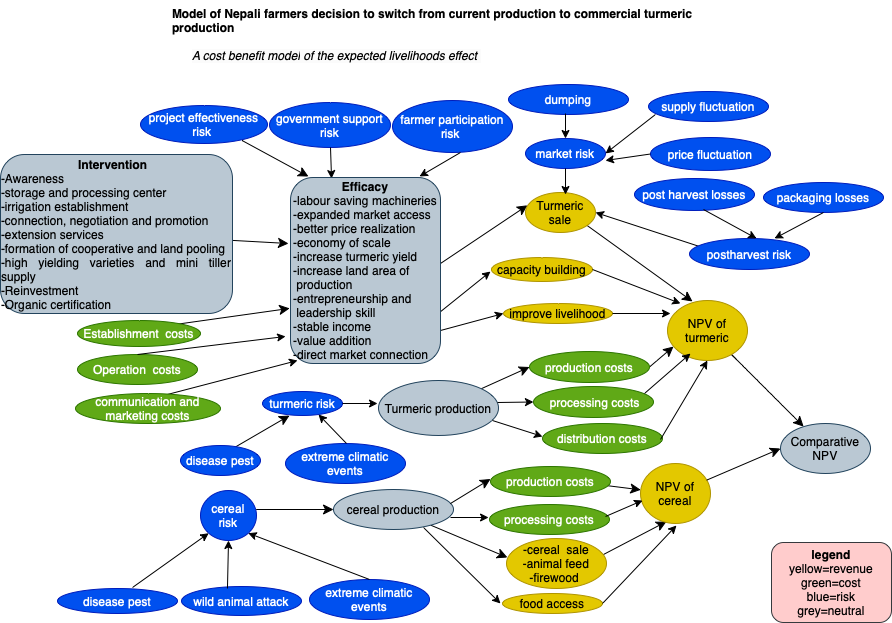 Model of Nepali farmers decision to switch from current production to commercial turmeric
production
A cost benefit model of the expected livelihoods effect
project effectiveness
risk
government support
risk
farmer participation
risk
dumping
supply fluctuation
market risk
price fluctuation
Intervention
-Awareness
-storage and processing center
-irrigation establishment
-connection, negotiation and promotion
-extension services
-formation of cooperative and land pooling
-high yielding varieties and mini tiller
supply
-Reinvestment
-Organic certification
Efficacy
-labour saving machineries
-expanded market access
-better price realization
-economy of scale
-increase turmeric yield
-increase land area of
production
-entrepreneurship and
leadership skill
-stable income
-value addition
-direct market connection
Turmeric
sale
post harvest losses
packaging losses
postharvest risk
capacity building
improve livelihood
NPV of
turmeric
Establishment costs
Operation costs
communication and
marketing costs
turmeric risk
Turmeric production
production costs
processing costs
distribution costs
disease pest
extreme climatic
events
Comparative
NPV
cereal
risk
cereal production
production costs
processing costs
NPV of
cereal
-cereal sale
-animal feed
-firewood
food access
disease pest
wild animal attack
extreme climatic
events
legend
yellow=revenue
green=cost
blue=risk
grey=neutral